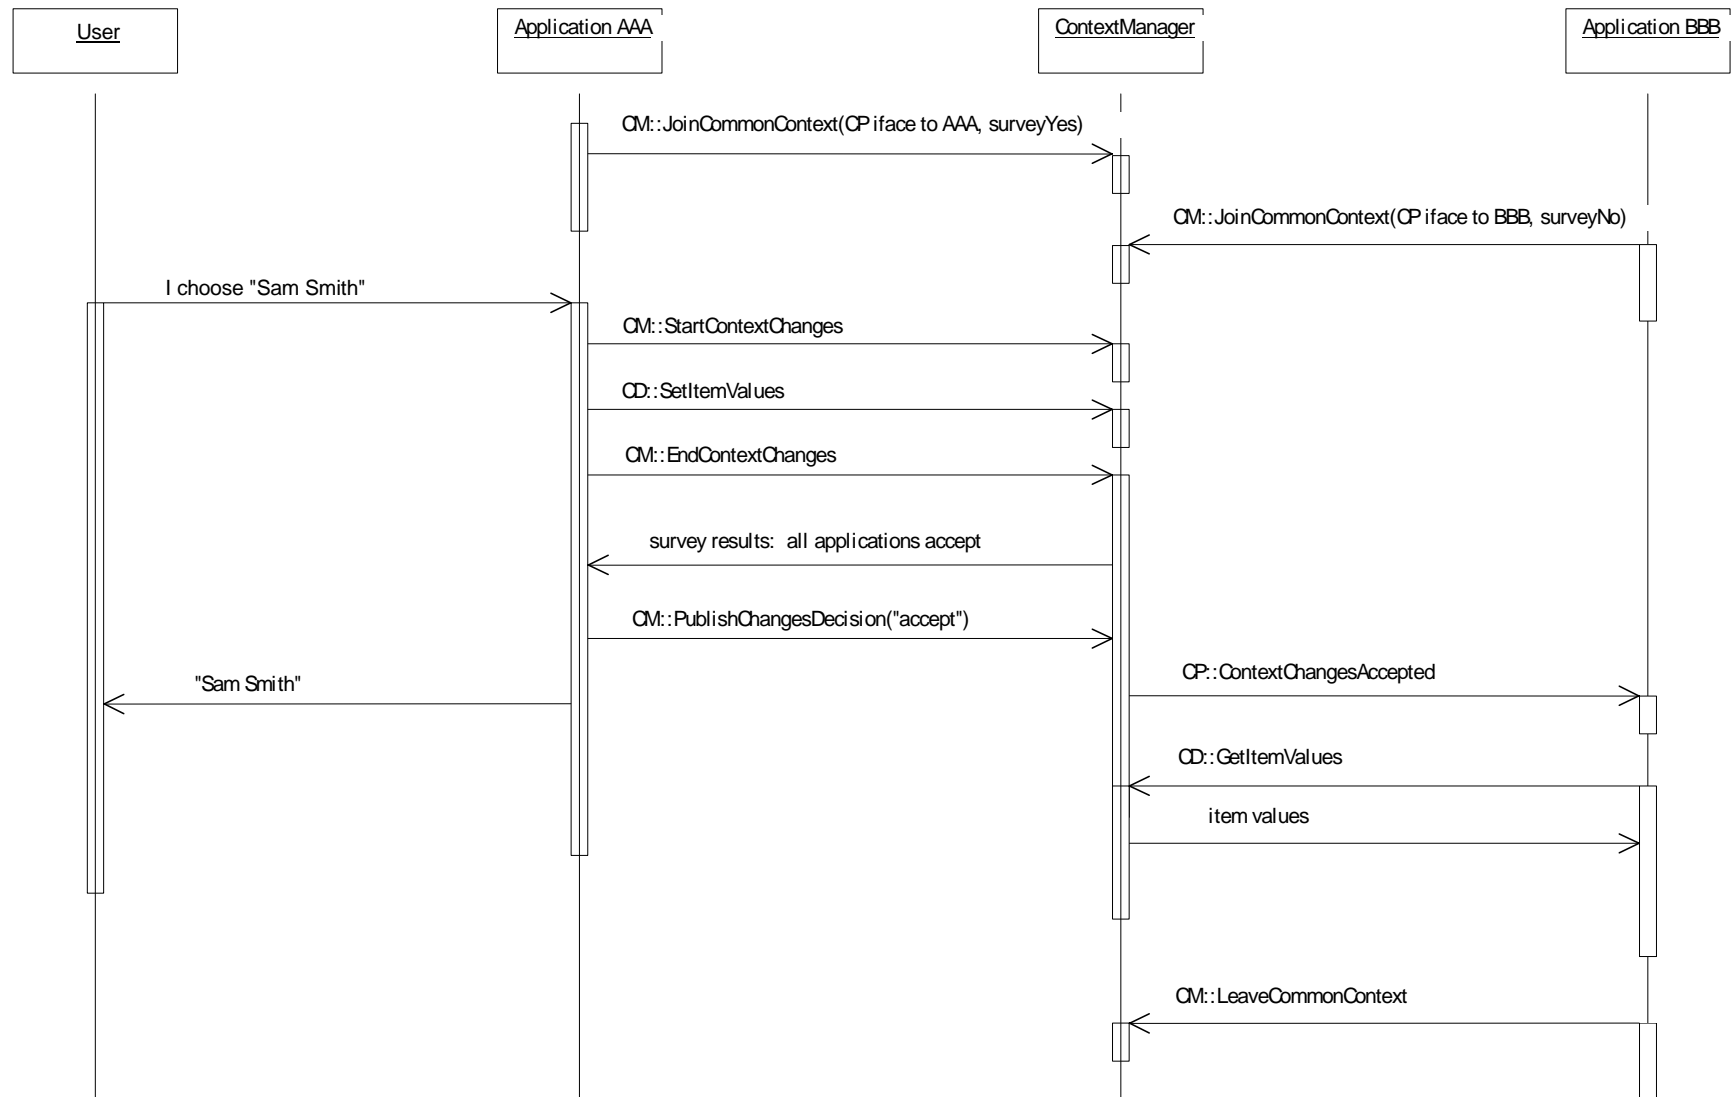 User
Application AAA
ContextManager
Application BBB
CM::JoinCommonContext(CP iface to AAA, surveyYes)
CM::JoinCommonContext(CP iface to BBB, surveyNo)
I choose "Sam Smith"
CM::StartContextChanges
CD::SetItemValues
CM::EndContextChanges
survey results: all applications accept
CM::PublishChangesDecision("accept")
CP::ContextChangesAccepted
"Sam Smith"
CD::GetItemValues
item values
CM::LeaveCommonContext